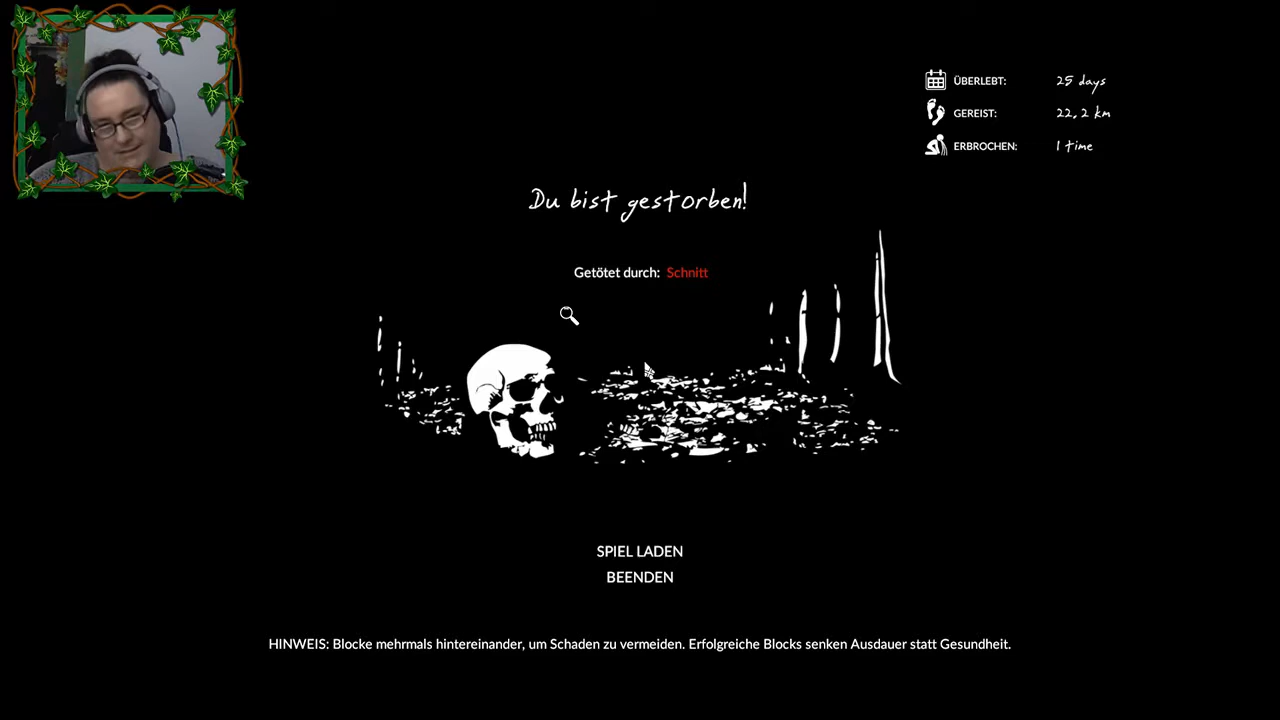 ÜBERLEBT: 25 days
GEREIST: 22,2 km
ERBROCHEN: 1 time
Du bist gestorben!
Getötet durch: Schnitt
SPIEL LADEN
BEENDEN
HINWEIS: Blocke mehrmals hintereinander, um Schaden zu vermeiden. Erfolgreiche Blocks senken Ausdauer statt Gesundheit.